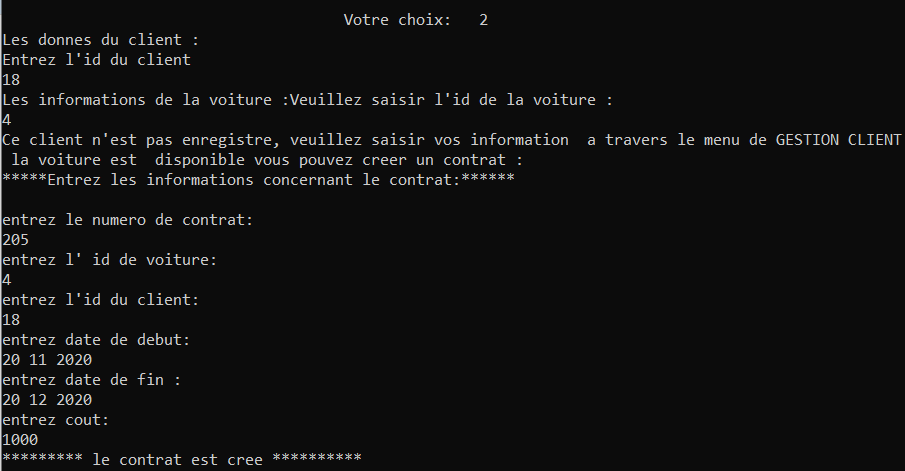 Votre choix: 2
Les donnes du client :
Entrez l'id du client
18
Les informations de la voiture :Veuillez saisir l'id de la voiture :
4
Ce client n'est pas enregistre, veuillez saisir vos information a travers le menu de GESTION CLIENT
la voiture est disponible vous pouvez creer un contrat :
*****Entrez les informations concernant le contrat:******
entrez le numero de contrat:
205
entrez l' id de voiture:
4
entrez l'id du client:
18
entrez date de debut:
20 11 2020
entrez date de fin :
20 12 2020
entrez cout:
1000
********* le contrat est cree **********